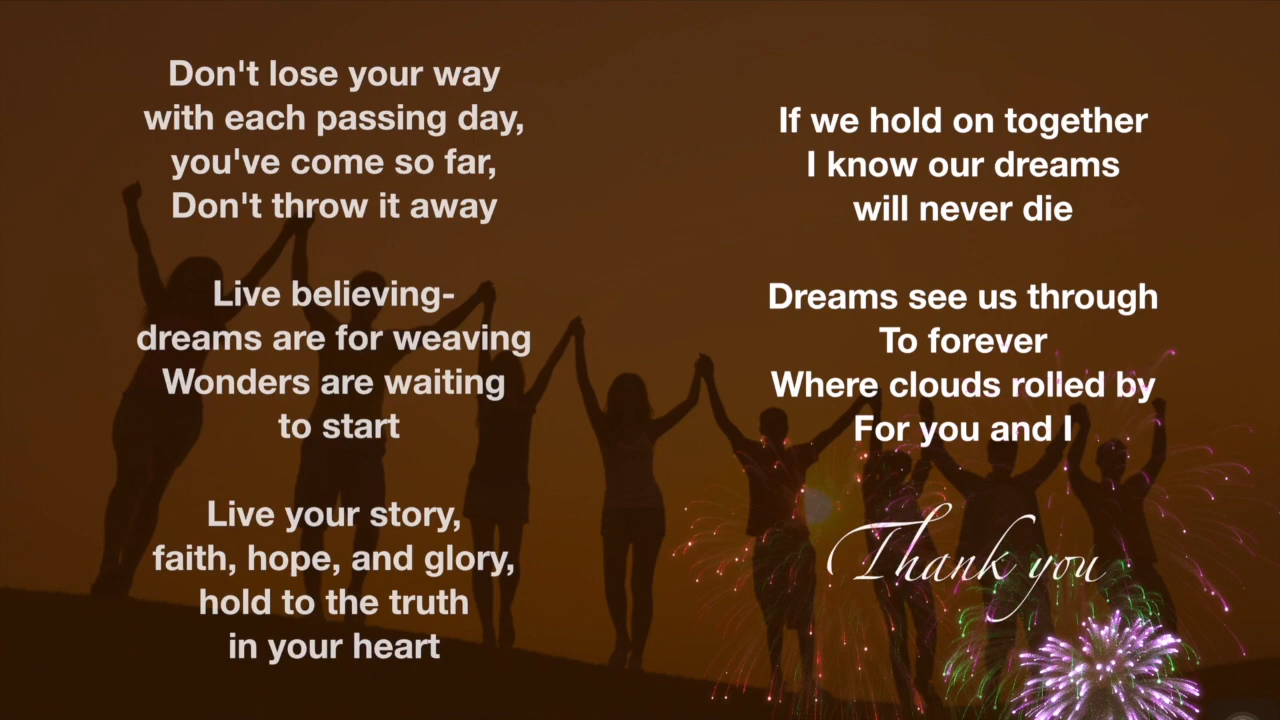 Don't lose your way
with each passing day,
you've come so far,
Don't throw it away
Live believing-
dreams are for weaving
Wonders are waiting
to start
Live your story,
faith, hope, and glory,
hold to the truth
in your heart
If we hold on together
I know our dreams
will never die
Dreams see us through
To forever
Where clouds rolled by
For you and I
Thank you